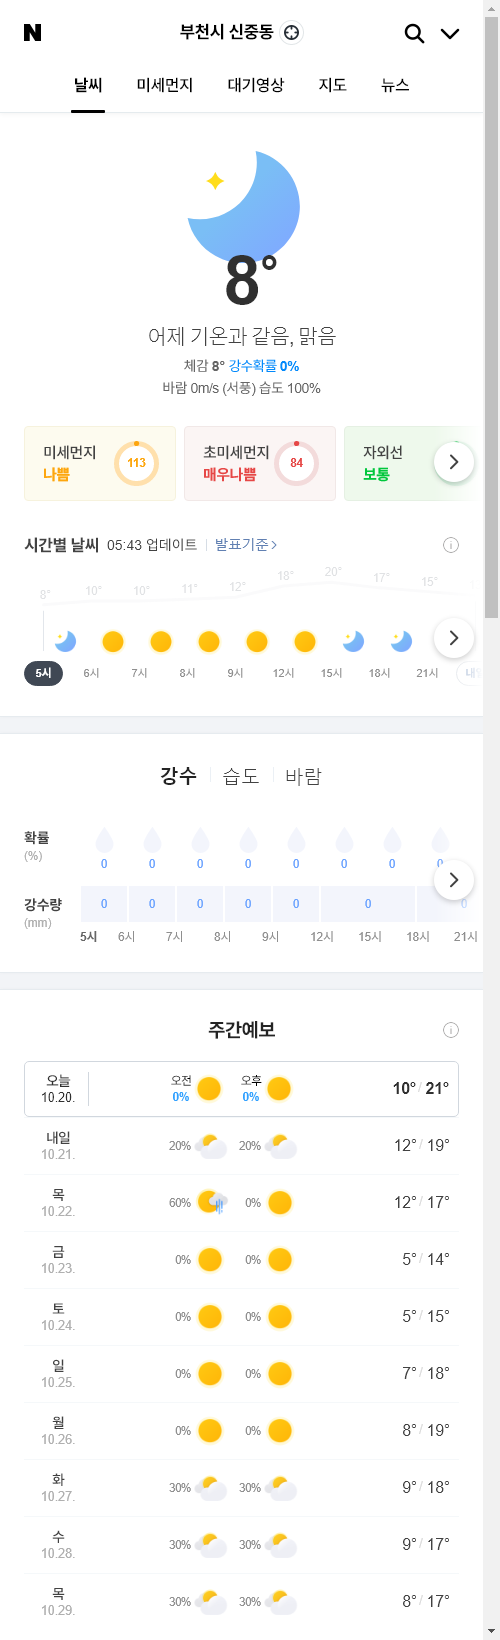 N
부천시 신중동
날씨 미세먼지 대기영상 지도 뉴스
8°
어제 기온과 같음, 맑음
체감 8° 강수확률 0%
바람 0m/s (서풍) 습도 100%
미세먼지 나쁨 113
초미세먼지 매우나쁨 84
자외선 보통
시간별 날씨 05:43 업데이트 발표기준
8° 10° 10° 11° 12° 18° 20° 17° 15°
5시 6시 7시 8시 9시 12시 15시 18시 21시
강수 습도 바람
확률 (%)
0 0 0 0 0 0 0 0
강수량 (mm)
0 0 0 0 0 0 0
5시 6시 7시 8시 9시 12시 15시 18시 21시
주간예보
오늘 10.20. 오전 0% 오후 0% 10° / 21°
내일 10.21. 20% 20% 12° / 19°
목 10.22. 60% 0% 12° / 17°
금 10.23. 0% 0% 5° / 14°
토 10.24. 0% 0% 5° / 15°
일 10.25. 0% 0% 7° / 18°
월 10.26. 0% 0% 8° / 19°
화 10.27. 30% 30% 9° / 18°
수 10.28. 30% 30% 9° / 17°
목 10.29. 30% 30% 8° / 17°